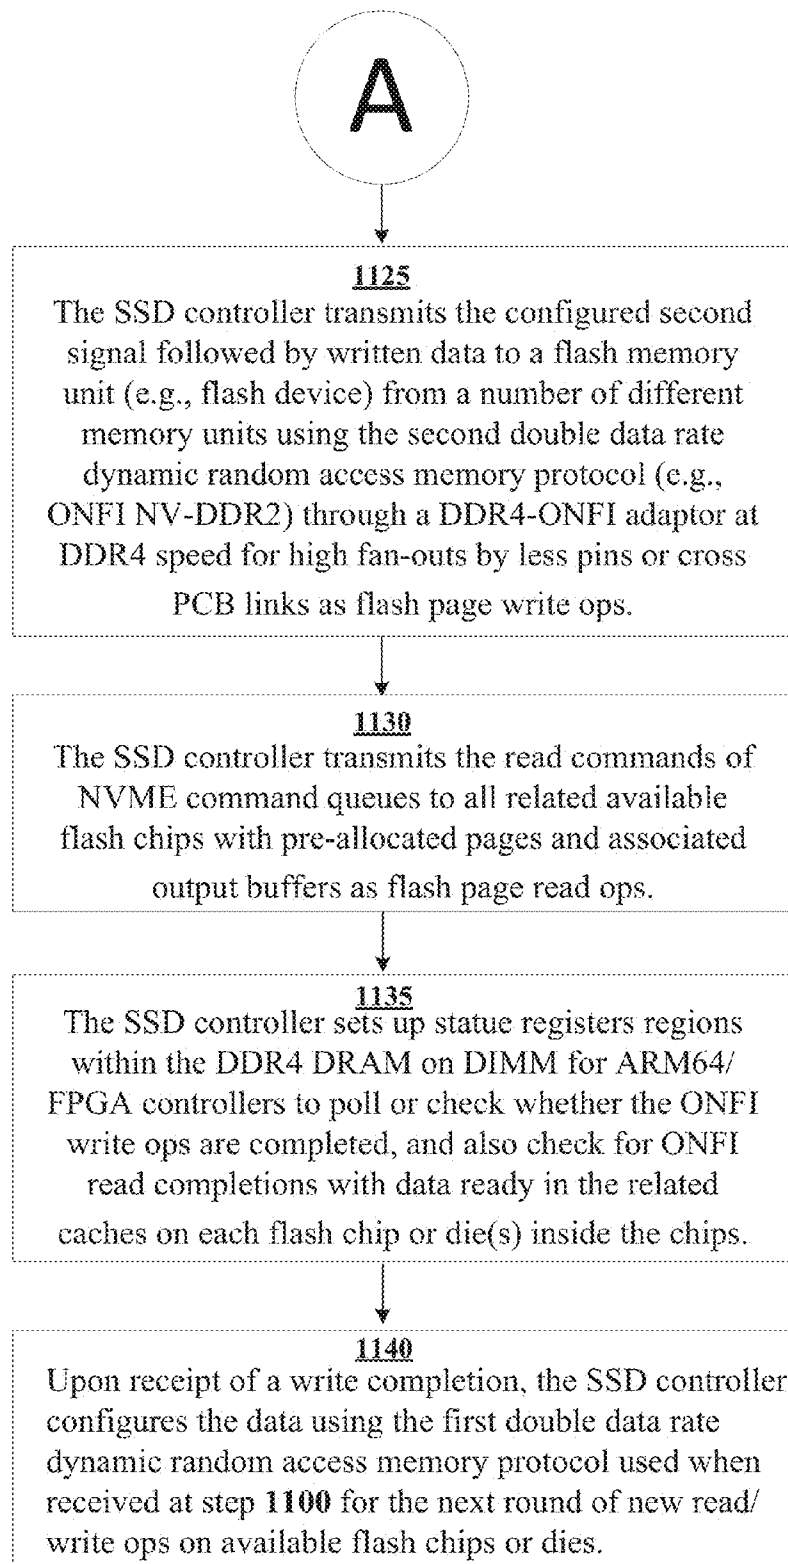 A
1125
The SSD controller transmits the configured second
signal followed by written data to a flash memory
unit (e.g., flash device) from a number of different
memory units using the second double data rate
dynamic random access memory protocol (e.g.,
ONFI NV-DDR2) through a DDR4-ONFI adaptor at
DDR4 speed for high fan-outs by less pins or cross
PCB links as flash page write ops.
1130
The SSD controller transmits the read commands of
NVME command queues to all related available
flash chips with pre-allocated pages and associated
output buffers as flash page read ops.
1135
The SSD controller sets up statue registers regions
within the DDR4 DRAM on DIMM for ARM64/
FPGA controllers to poll or check whether the ONFI
write ops are completed, and also check for ONFI
read completions with data ready in the related
caches on each flash chip or die(s) inside the chips.
1140
Upon receipt of a write completion, the SSD controller
configures the data using the first double data rate
dynamic random access memory protocol used when
received at step 1100 for the next round of new read/
write ops on available flash chips or dies.